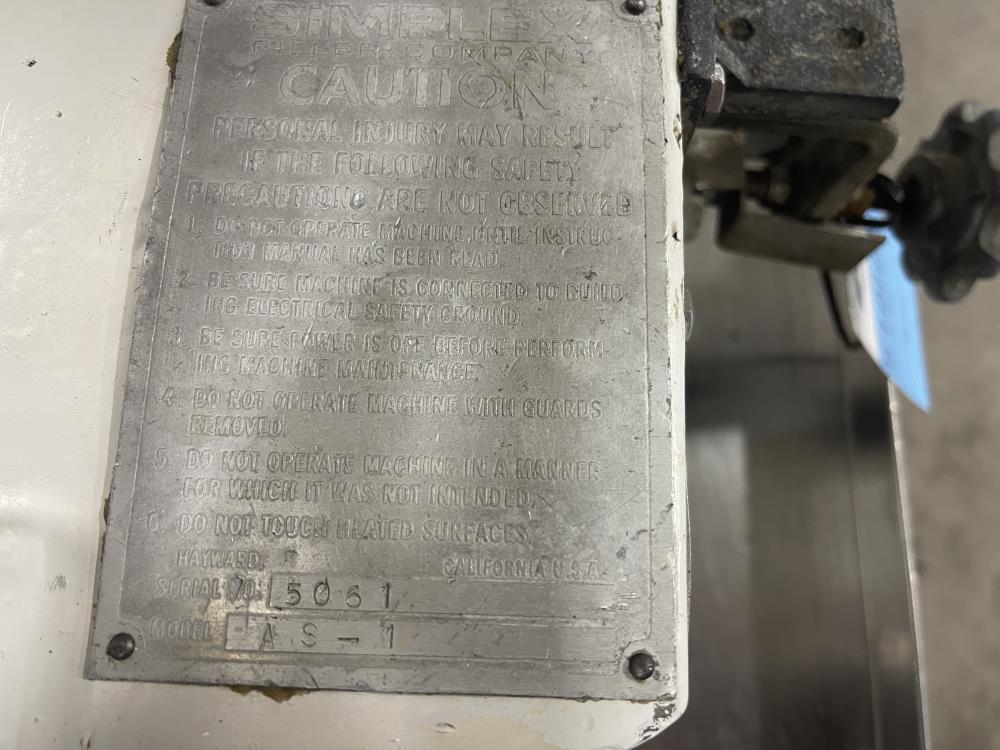 SIMPLEX
FILLER COMPANY
CAUTION
PERSONAL INJURY MAY RESULT
IF THE FOLLOWING SAFETY
PRECAUTIONS ARE NOT OBSERVED
1. DO NOT OPERATE MACHINE UNTIL INSTRUC-
TION MANUAL HAS BEEN READ.
2. BE SURE MACHINE IS CONNECTED TO BUILD-
ING ELECTRICAL SAFETY GROUND.
3. BE SURE POWER IS OFF BEFORE PERFORM-
ING MACHINE MAINTENANCE.
4. DO NOT OPERATE MACHINE WITH GUARDS
REMOVED.
5. DO NOT OPERATE MACHINE IN A MANNER
FOR WHICH IT WAS NOT INTENDED.
6. DO NOT TOUCH HEATED SURFACES.
HAYWARD, CALIFORNIA U.S.A.
SERIAL NO. 5061
MODEL AS-1